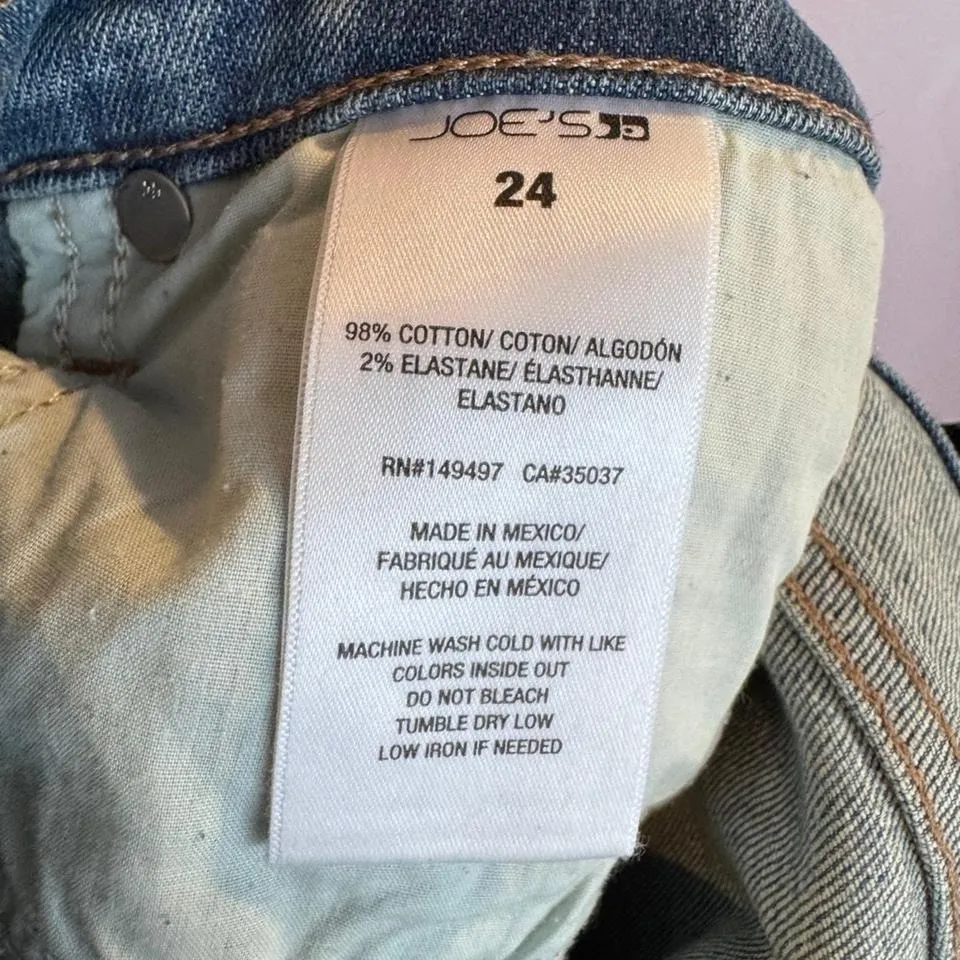 JOE'S
24
98% COTTON/ COTON/ ALGODÓN
2% ELASTANE/ ÉLASTHANNE/
ELASTANO
RN#149497 CA#35037
MADE IN MEXICO/
FABRIQUÉ AU MEXIQUE/
HECHO EN MÉXICO
MACHINE WASH COLD WITH LIKE
COLORS INSIDE OUT
DO NOT BLEACH
TUMBLE DRY LOW
LOW IRON IF NEEDED